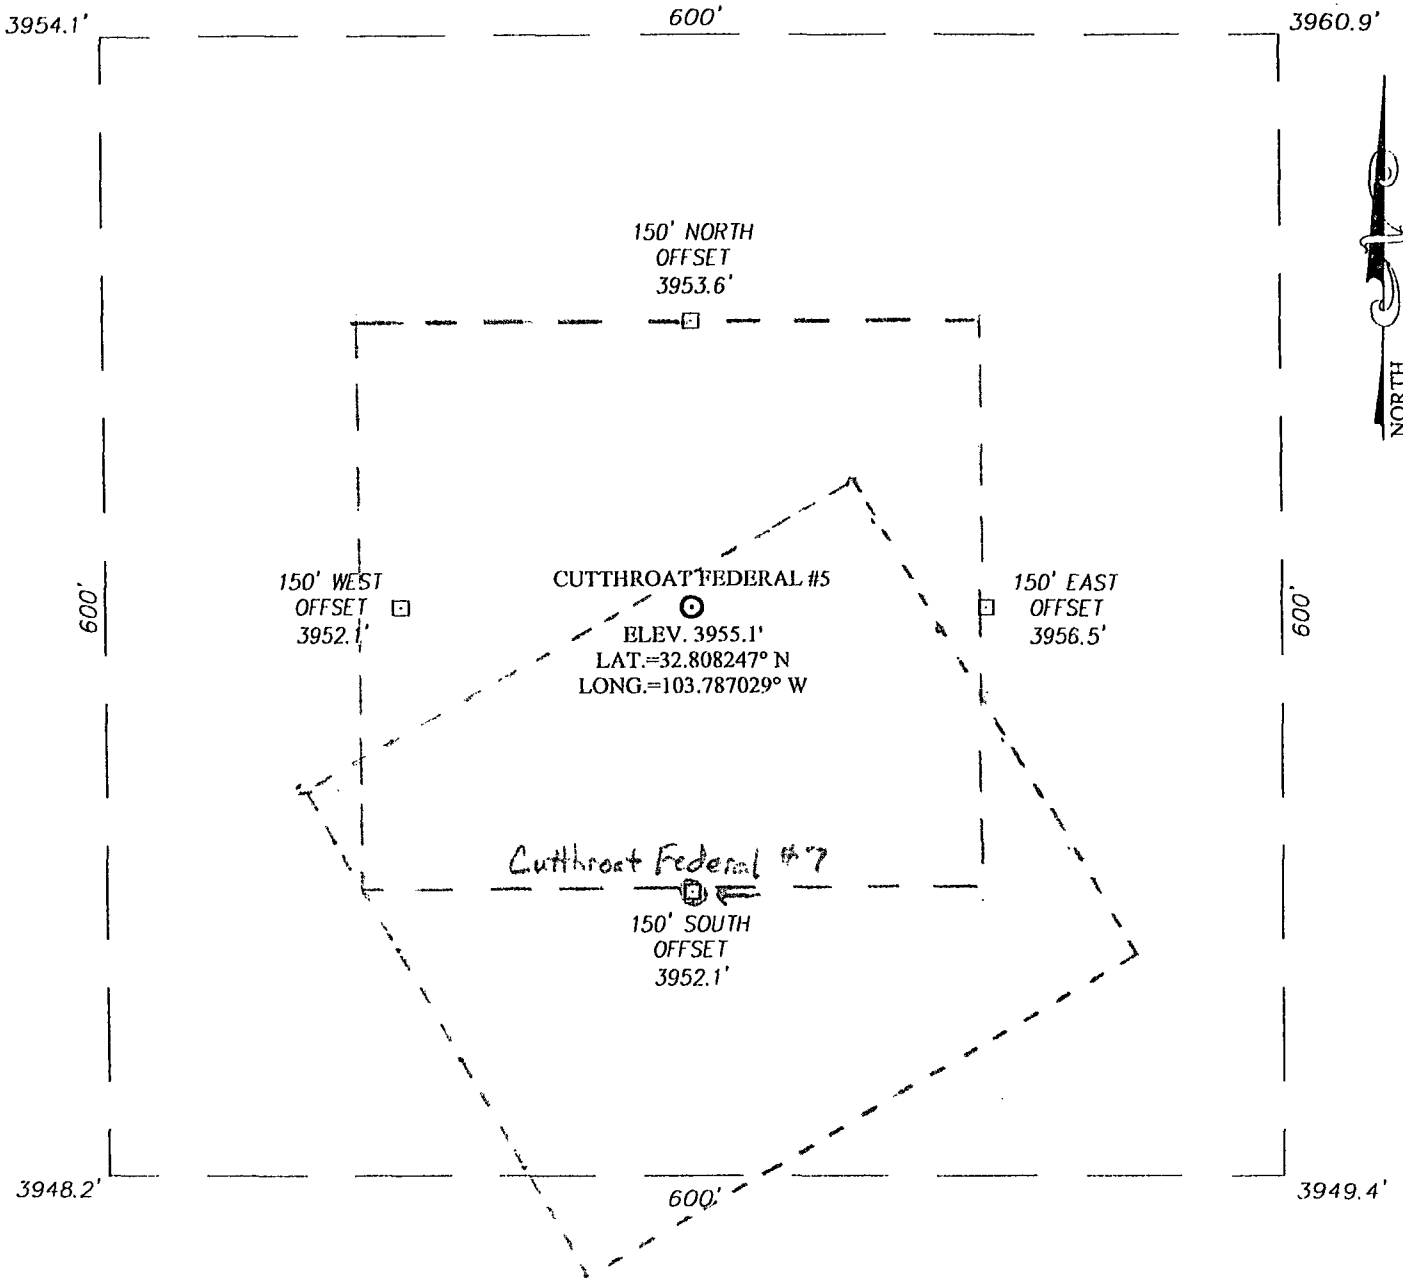 3954.1'
600'
3960.9'
150' NORTH
OFFSET
3953.6'
NORTH
150' WEST
OFFSET
3952.1'
CUTTHROAT FEDERAL #5
ELEV. 3955.1'
LAT.=32.808247° N
LONG.=103.787029° W
150' EAST
OFFSET
3956.5'
600'
600'
Cutthroat Federal #7
150' SOUTH
OFFSET
3952.1'
3948.2'
600'
3949.4'